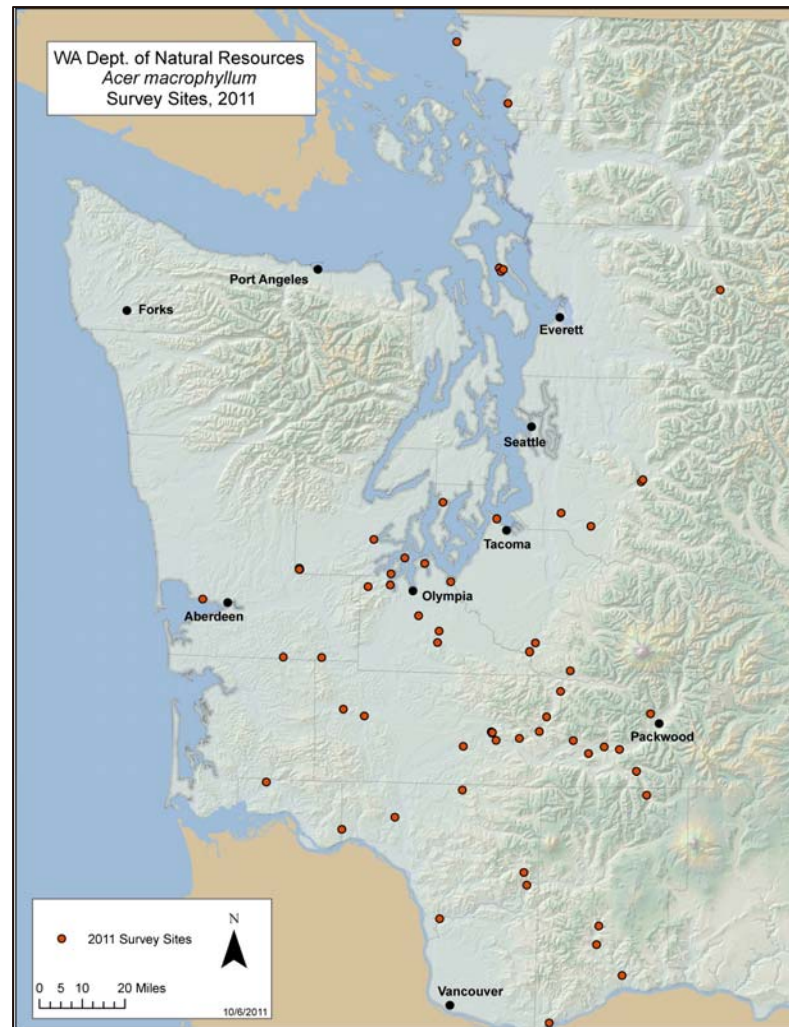 WA Dept. of Natural Resources
Acer macrophyllum
Survey Sites, 2011
Port Angeles
Forks
Everett
Seattle
Tacoma
Olympia
Aberdeen
Packwood
Vancouver
N
2011 Survey Sites
0 5 10 20 Miles
10/6/2011